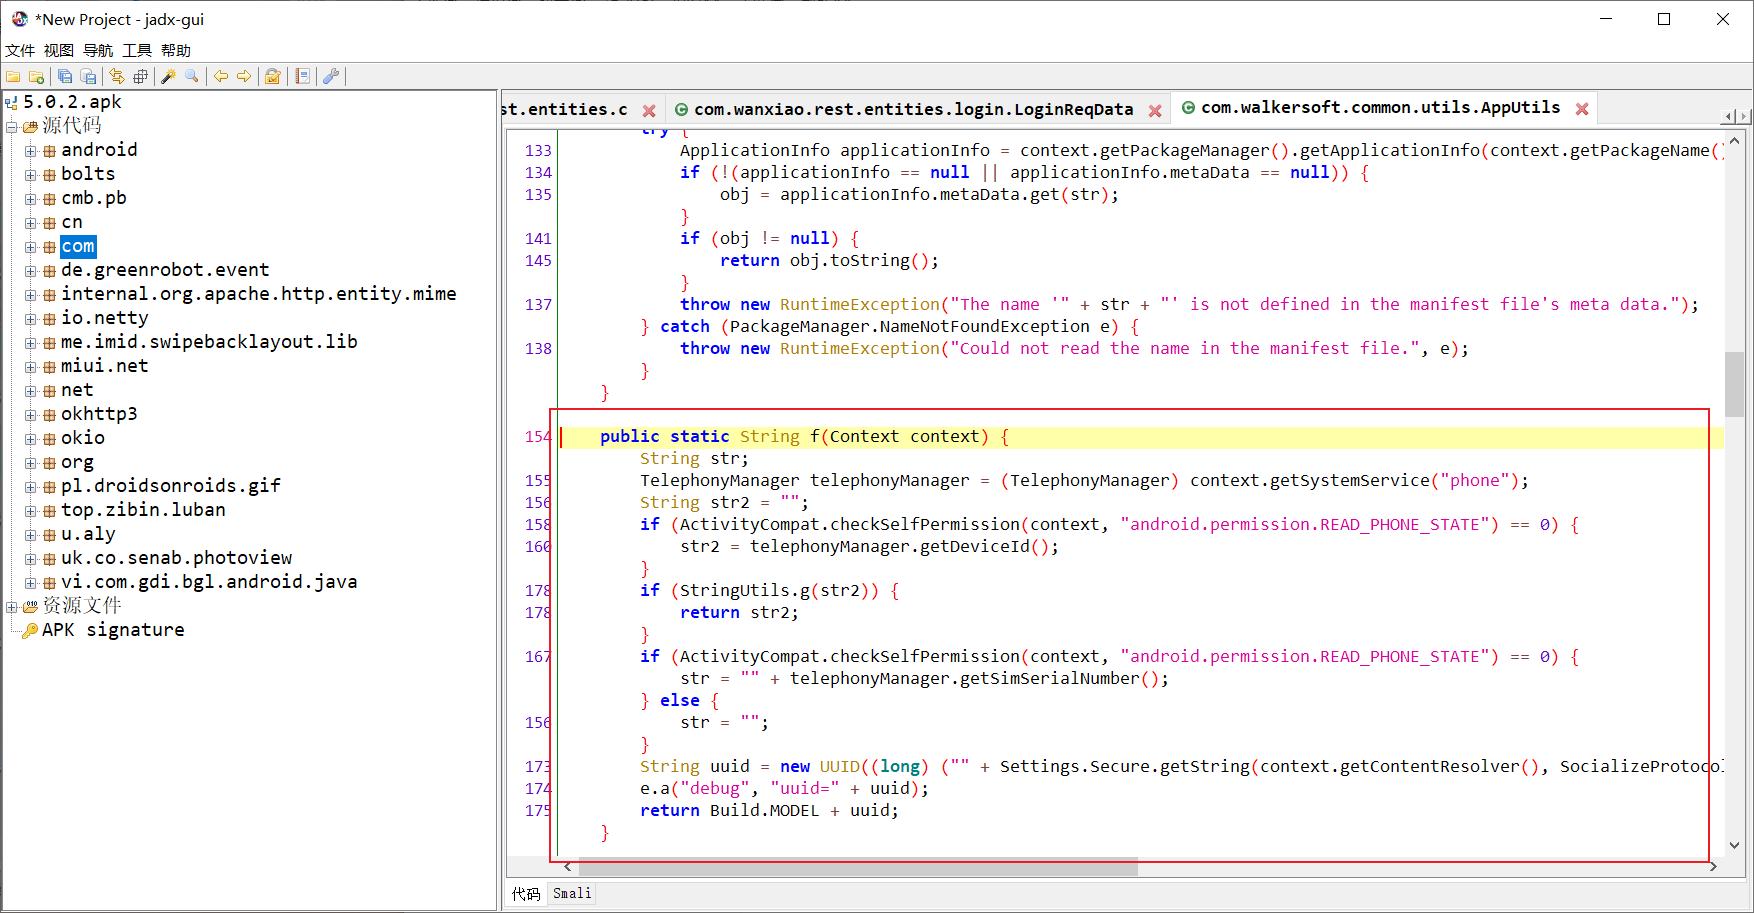 *New Project - jadx-gui
文件 视图 导航 工具 帮助
5.0.2.apk
源代码
android
bolts
cmb.pb
cn
com
de.greenrobot.event
internal.org.apache.http.entity.mime
io.netty
me.imid.swipebacklayout.lib
miui.net
net
okhttp3
okio
org
pl.droidsonroids.gif
top.zibin.luban
u.aly
uk.co.senab.photoview
vi.com.gdi.bgl.android.java
资源文件
APK signature
st.entities.c com.wanxiao.rest.entities.login.LoginReqData com.walkersoft.common.utils.AppUtils
try {
133 ApplicationInfo applicationInfo = context.getPackageManager().getApplicationInfo(context.getPackageName()
134 if (!(applicationInfo == null || applicationInfo.metaData == null)) {
135 obj = applicationInfo.metaData.get(str);
}
141 if (obj != null) {
145 return obj.toString();
}
137 throw new RuntimeException("The name '" + str + "' is not defined in the manifest file's meta data.");
} catch (PackageManager.NameNotFoundException e) {
138 throw new RuntimeException("Could not read the name in the manifest file.", e);
}
}
154 public static String f(Context context) {
String str;
155 TelephonyManager telephonyManager = (TelephonyManager) context.getSystemService("phone");
156 String str2 = "";
158 if (ActivityCompat.checkSelfPermission(context, "android.permission.READ_PHONE_STATE") == 0) {
160 str2 = telephonyManager.getDeviceId();
}
178 if (StringUtils.g(str2)) {
178 return str2;
}
167 if (ActivityCompat.checkSelfPermission(context, "android.permission.READ_PHONE_STATE") == 0) {
str = "" + telephonyManager.getSimSerialNumber();
} else {
156 str = "";
}
173 String uuid = new UUID((long) ("" + Settings.Secure.getString(context.getContentResolver(), SocializeProtocol
174 e.a("debug", "uuid=" + uuid);
175 return Build.MODEL + uuid;
}
代码 Smali